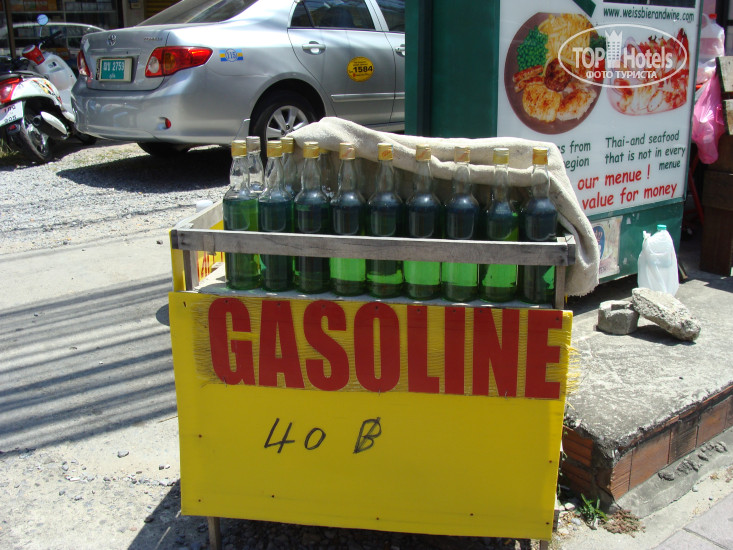 www.weissbierandwine.com
TOP Hotels
ФОТО ТУРИСТА
Thai-and seafood
that is not in every
menue
our menue !
value for money
1584
GASOLINE
40 ฿